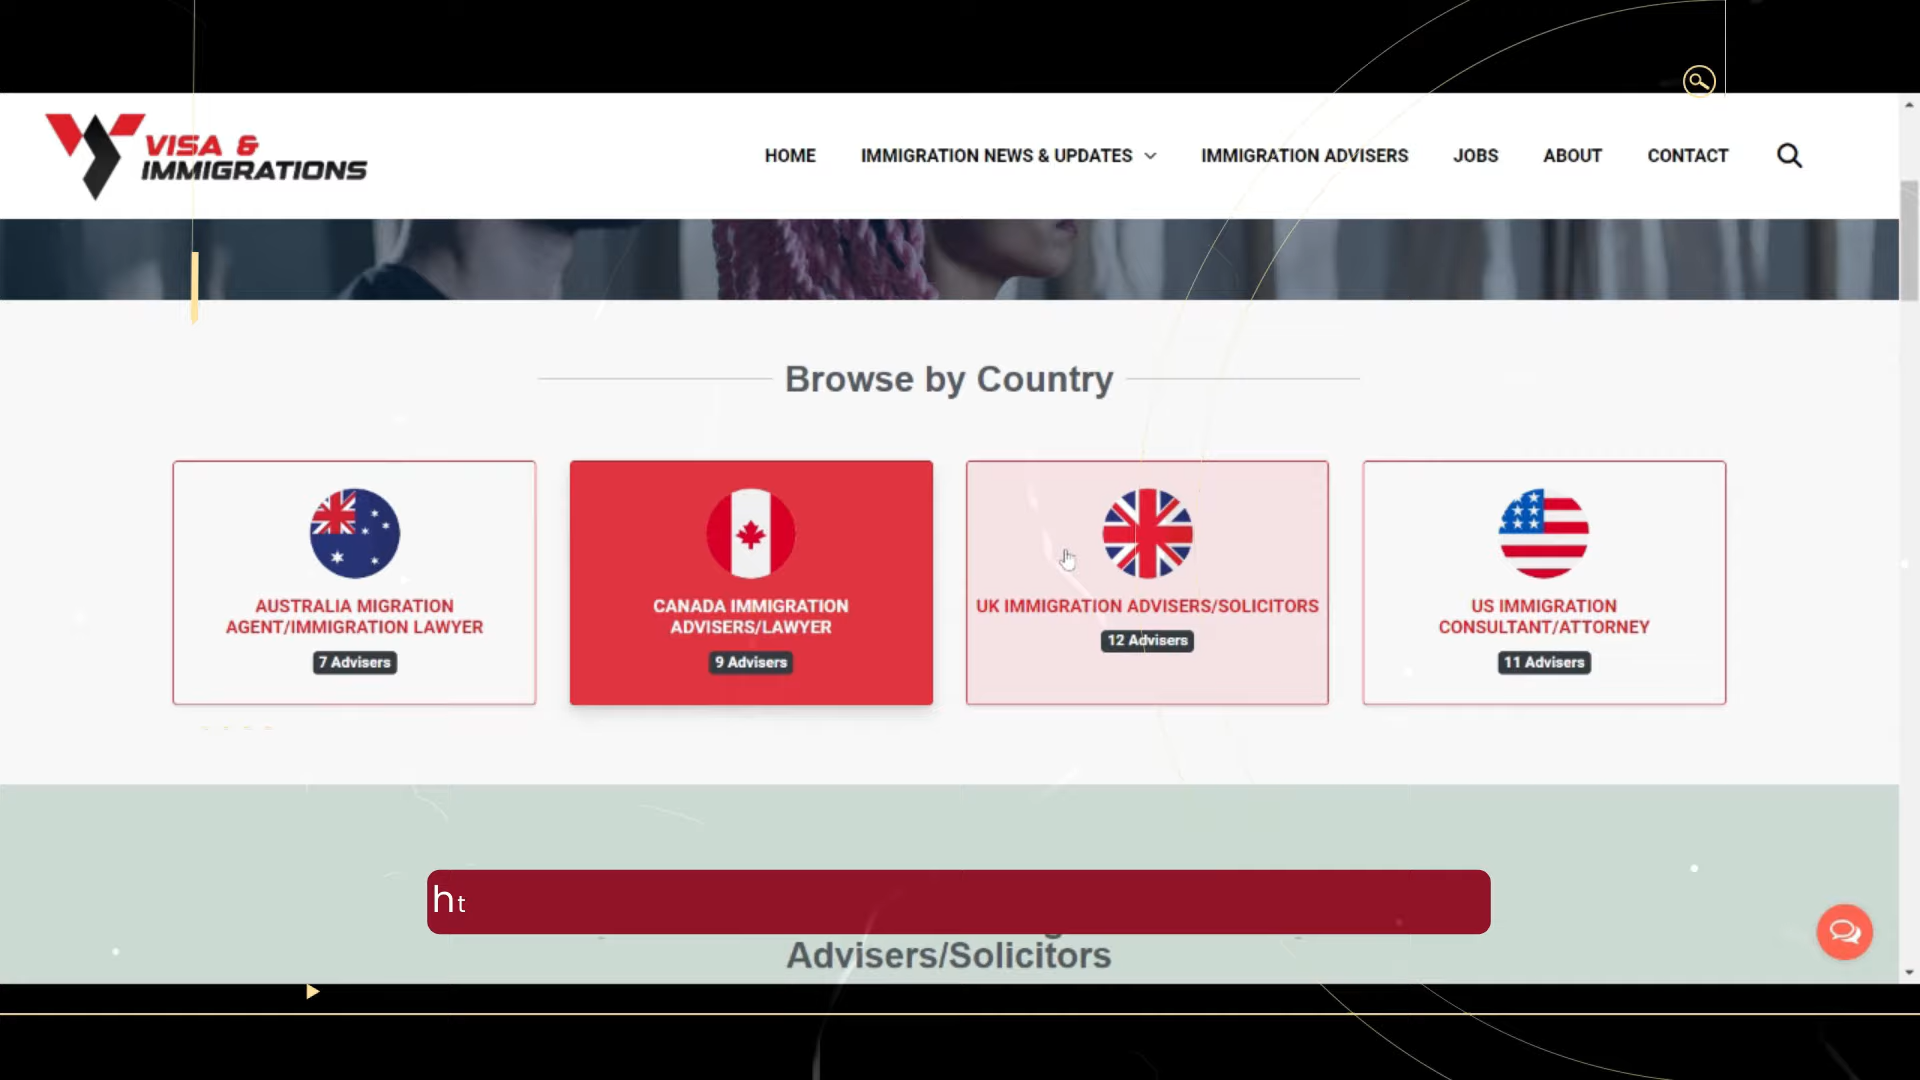 VISA &
IMMIGRATIONS
HOME
IMMIGRATION NEWS & UPDATES
IMMIGRATION ADVISERS
JOBS
ABOUT
CONTACT
Browse by Country
AUSTRALIA MIGRATION
AGENT/IMMIGRATION LAWYER
7 Advisers
CANADA IMMIGRATION
ADVISERS/LAWYER
9 Advisers
UK IMMIGRATION ADVISERS/SOLICITORS
12 Advisers
US IMMIGRATION
CONSULTANT/ATTORNEY
11 Advisers
ht
Advisers/Solicitors